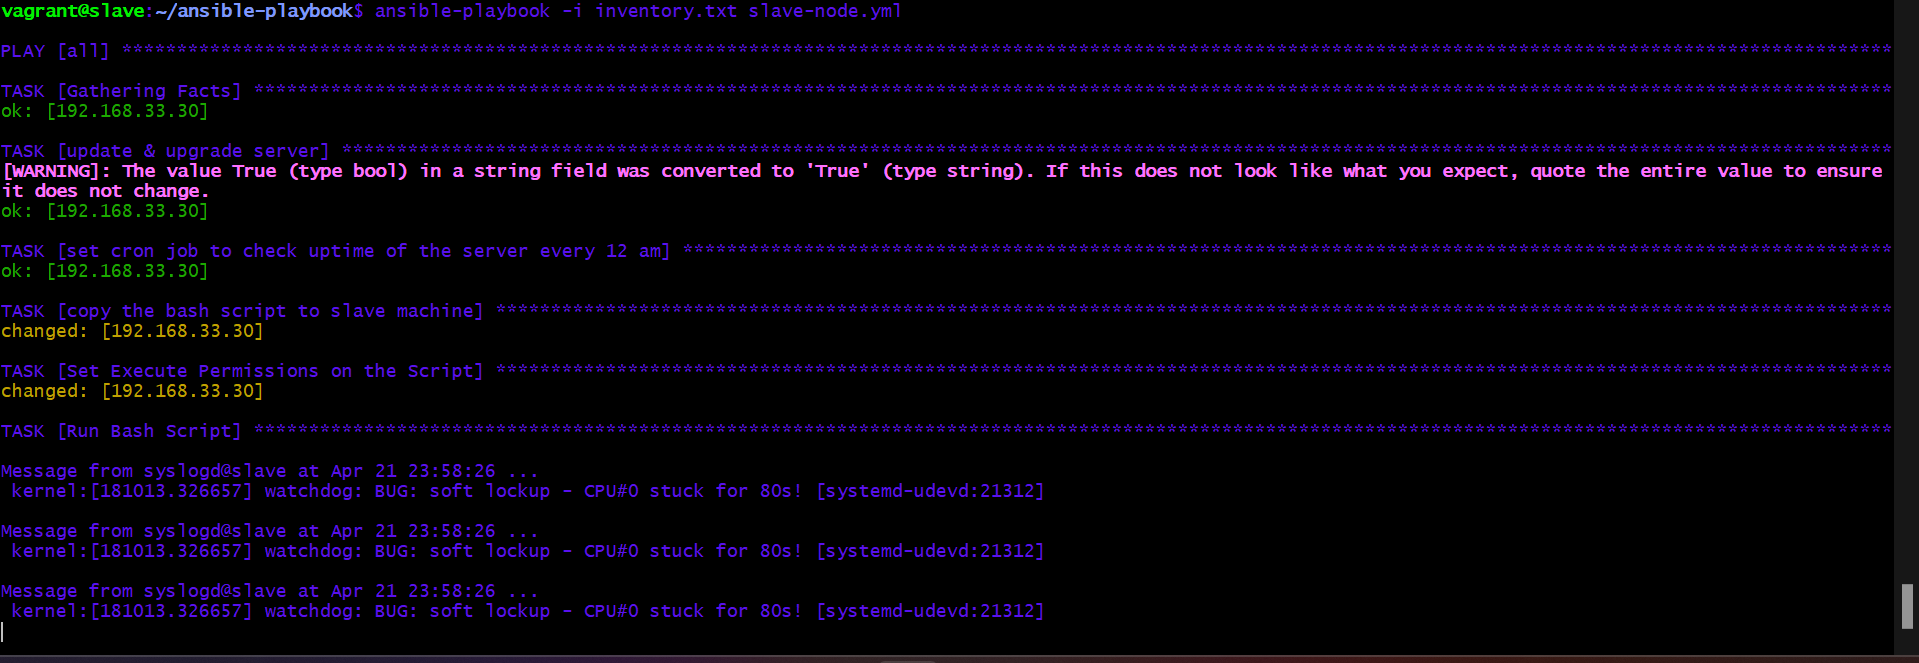 vagrant@slave:~/ansible-playbook$ ansible-playbook -i inventory.txt slave-node.yml
PLAY [all] *****************************************************************************************************************************************************************
TASK [Gathering Facts] *****************************************************************************************************************************************************
ok: [192.168.33.30]
TASK [update & upgrade server] *********************************************************************************************************************************************
[WARNING]: The value True (type bool) in a string field was converted to 'True' (type string). If this does not look like what you expect, quote the entire value to ensure
it does not change.
ok: [192.168.33.30]
TASK [set cron job to check uptime of the server every 12 am] **************************************************************************************************************
ok: [192.168.33.30]
TASK [copy the bash script to slave machine] *******************************************************************************************************************************
changed: [192.168.33.30]
TASK [Set Execute Permissions on the Script] *******************************************************************************************************************************
changed: [192.168.33.30]
TASK [Run Bash Script] *****************************************************************************************************************************************************
Message from syslogd@slave at Apr 21 23:58:26 ...
kernel:[181013.326657] watchdog: BUG: soft lockup - CPU#0 stuck for 80s! [systemd-udevd:21312]
Message from syslogd@slave at Apr 21 23:58:26 ...
kernel:[181013.326657] watchdog: BUG: soft lockup - CPU#0 stuck for 80s! [systemd-udevd:21312]
Message from syslogd@slave at Apr 21 23:58:26 ...
kernel:[181013.326657] watchdog: BUG: soft lockup - CPU#0 stuck for 80s! [systemd-udevd:21312]